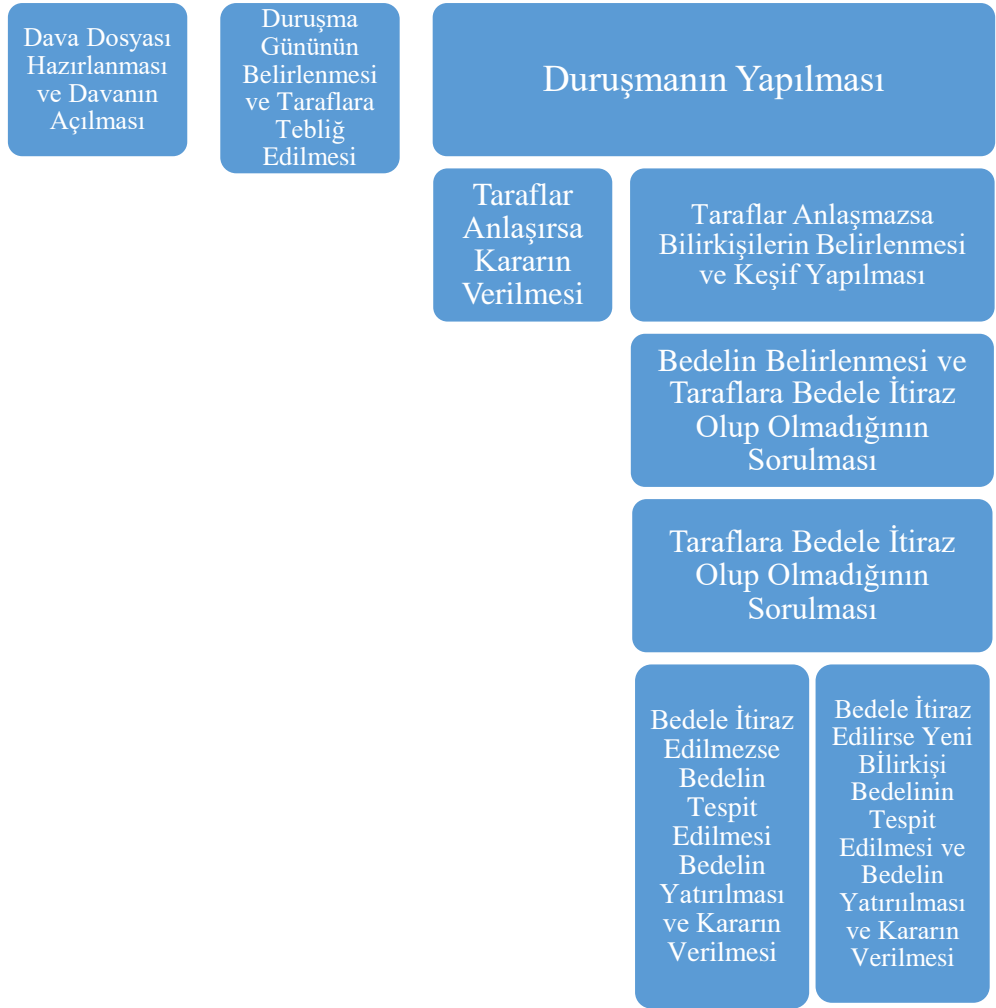 Dava Dosyası
Hazırlanması
ve Davanın
Açılması
Duruşma
Gününün
Belirlenmesi
ve Taraflara
Tebliğ
Edilmesi
Duruşmanın Yapılması
Taraflar
Anlaşırsa
Kararın
Verilmesi
Taraflar Anlaşmazsa
Bilirkişilerin Belirlenmesi
ve Keşif Yapılması
Bedelin Belirlenmesi ve
Taraflara Bedele İtiraz
Olup Olmadığının
Sorulması
Taraflara Bedele İtiraz
Olup Olmadığının
Sorulması
Bedele İtiraz
Edilmezse
Bedelin
Tespit
Edilmesi
Bedelin
Yatırılması
ve Kararın
Verilmesi
Bedele İtiraz
Edilirse Yeni
Bİlirkişi
Bedelinin
Tespit
Edilmesi ve
Bedelin
Yatırıılması
ve Kararın
Verilmesi